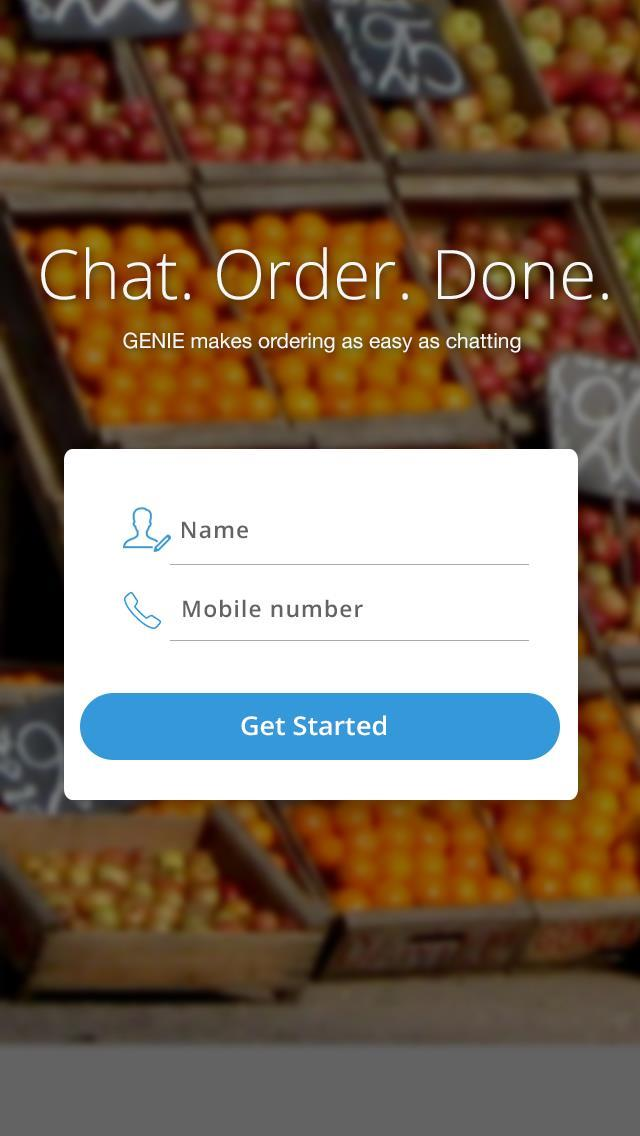 Chat. Order. Done.
GENIE makes ordering as easy as chatting
Name
Mobile number
Get Started